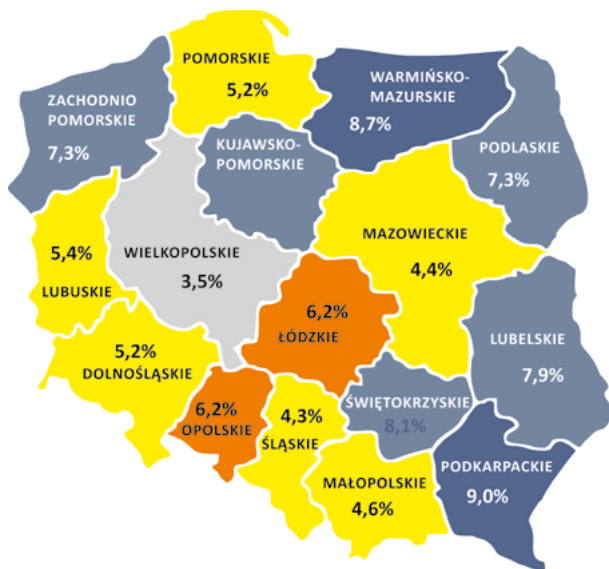 POMORSKIE
5,2%
WARMIŃSKO-
MAZURSKIE
8,7%
ZACHODNIO
POMORSKIE
7,3%
KUJAWSKO-
POMORSKIE
PODLASKIE
7,3%
5,4%
LUBUSKIE
WIELKOPOLSKIE
3,5%
MAZOWIECKIE
4,4%
6,2%
ŁÓDZKIE
LUBELSKIE
7,9%
5,2%
DOLNOŚLĄSKIE
6,2%
OPOLSKIE
4,3%
ŚLĄSKIE
ŚWIĘTOKRZYSKIE
8,1%
MAŁOPOLSKIE
4,6%
PODKARPACKIE
9,0%